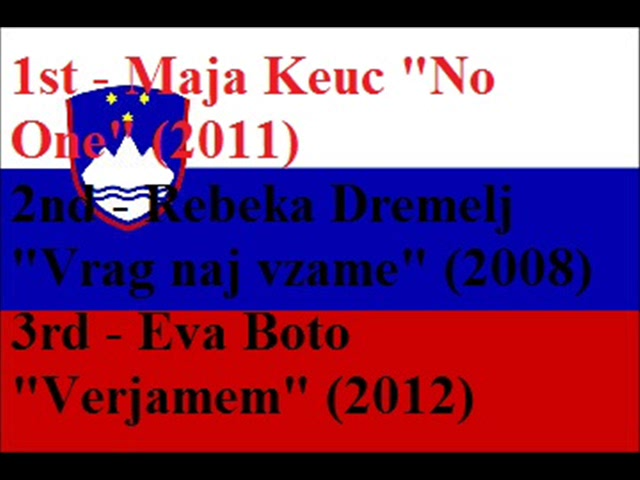 1st - Maja Keuc "No
One" (2011)
2nd - Rebeka Dremelj
"Vrag naj vzame" (2008)
3rd - Eva Boto
"Verjamem" (2012)